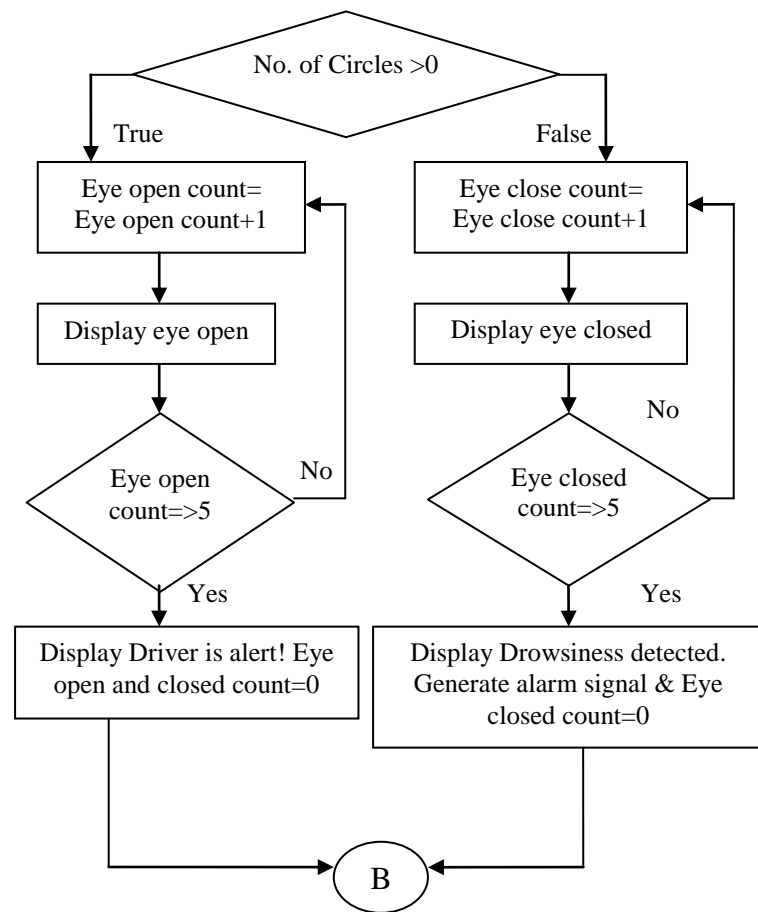 No. of Circles >0
True
False
Eye open count=
Eye open count+1
Eye close count=
Eye close count+1
Display eye open
Display eye closed
No
No
Eye open
count=>5
Eye closed
count=>5
Yes
Yes
Display Driver is alert! Eye
open and closed count=0
Display Drowsiness detected.
Generate alarm signal & Eye
closed count=0
B